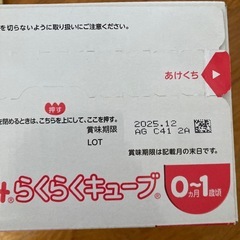 を切らないように取り扱いにご注意ください。
あけくち
押す
閉めるときは、こちらを上にして、ここを押す。
賞味期限
2025.12
LOT
AG C41 2A
賞味期限は記載月の末日です。
らくらくキューブ®
0ヵ月~1歳頃